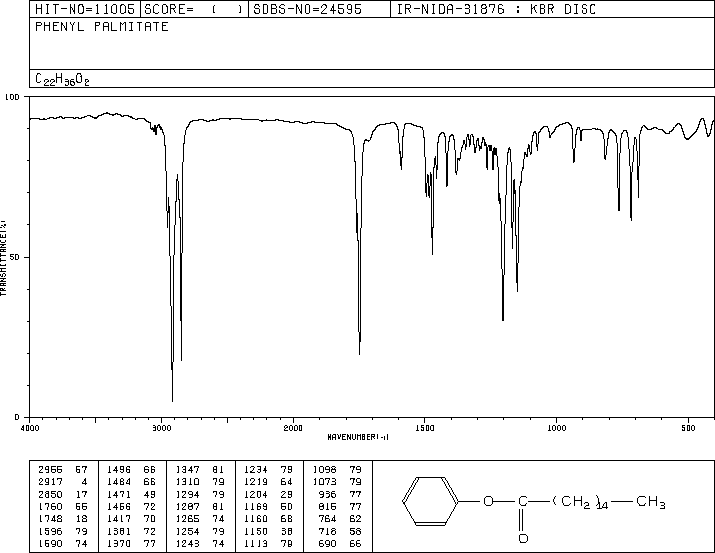 HIT-NO=11005 SCORE= ( ) SDBS-NO=24595 IR-NIDA-31876 : KBR DISC
PHENYL PALMITATE
C22H36O2
100
50
0
TRANSMITTANCE(%)
4000 3000 2000 1500 1000 500
WAVENUMBER(-1)
2956 67 1496 66 1347 81 1234 79 1098 79
2917 4 1484 66 1310 79 1219 64 1073 79
2850 17 1471 49 1294 79 1204 29 936 77
1760 55 1456 72 1287 81 1169 50 816 77
1748 18 1417 70 1265 74 1160 66 764 62
1596 79 1381 72 1254 79 1150 38 718 58
1590 74 1370 77 1243 74 1113 79 690 66
O C (CH2)14 CH3
O